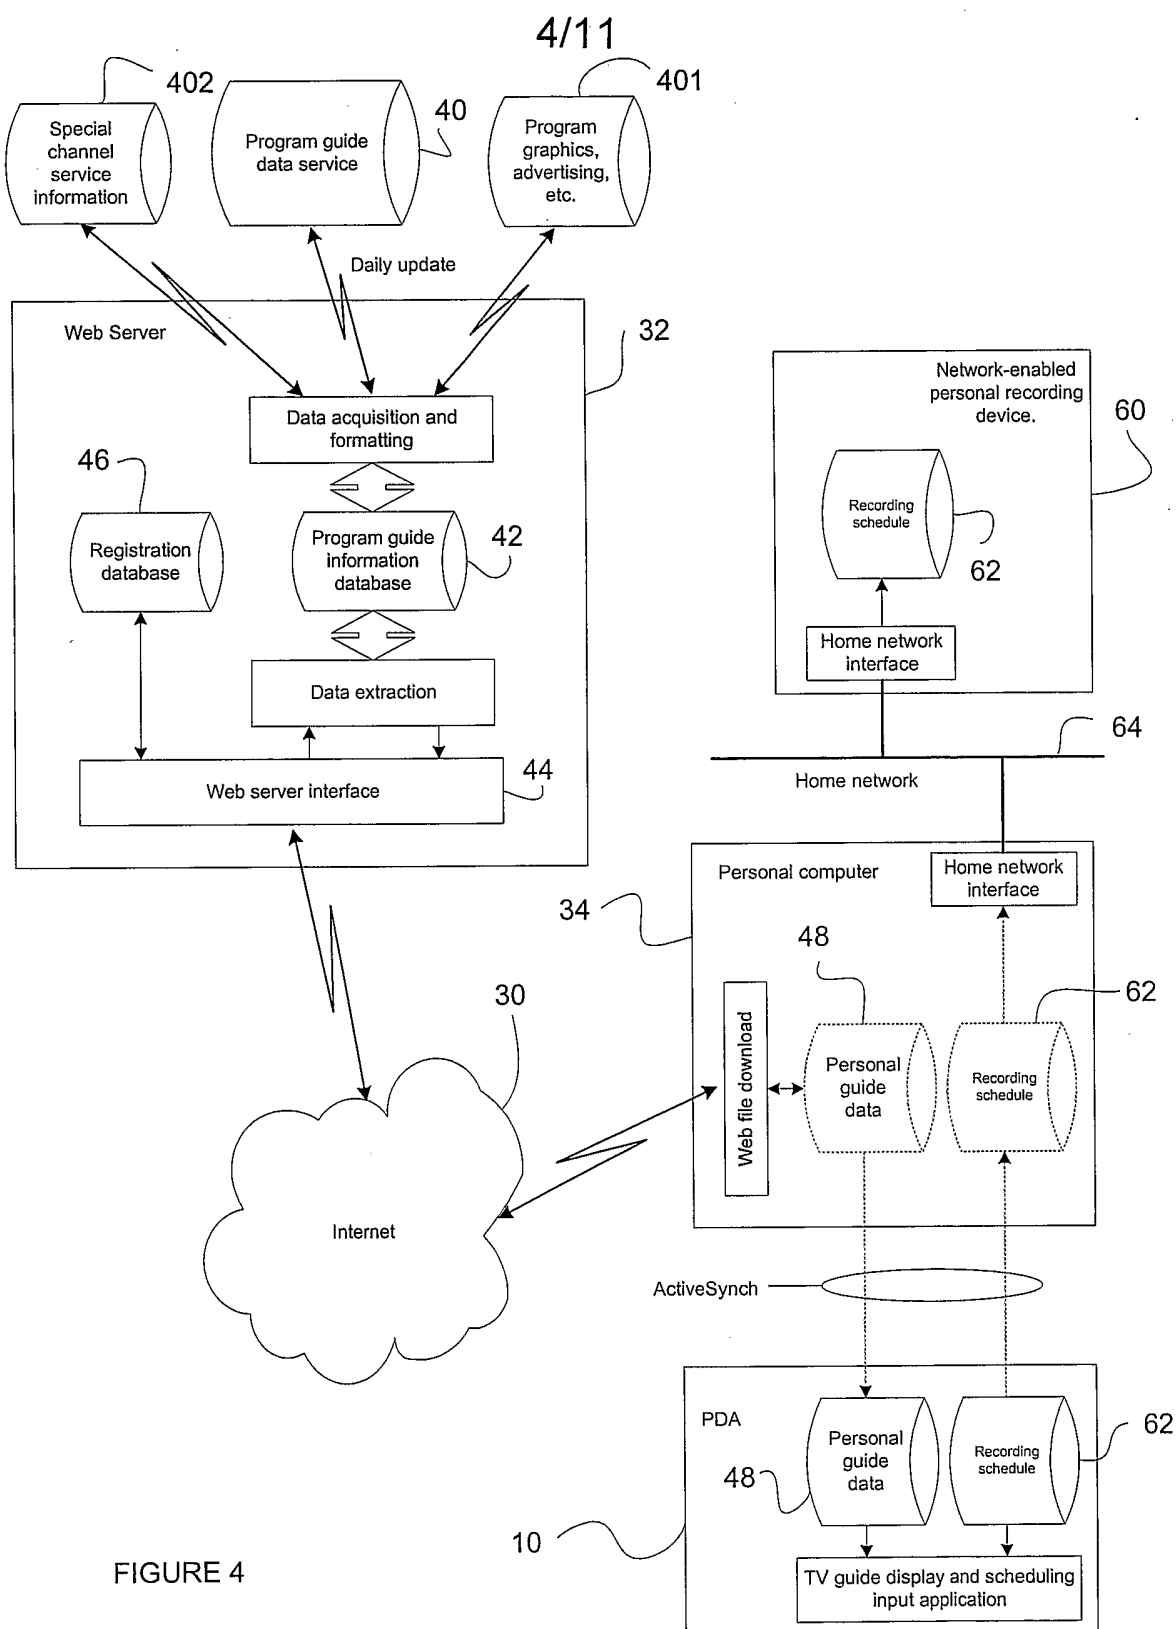 4/11
402
401
40
Special
channel
service
information
Program guide
data service
Program
graphics,
advertising,
etc.
Daily update
Web Server
32
Data acquisition and
formatting
46
Registration
database
Program guide
information
database
42
Data extraction
Web server interface
44
Network-enabled
personal recording
device.
60
Recording
schedule
62
Home network
interface
64
Home network
Personal computer
Home network
interface
34
48
62
Web file download
Personal
guide
data
Recording
schedule
30
Internet
ActiveSynch
PDA
Personal
guide
data
Recording
schedule
62
48
10
TV guide display and scheduling
input application
FIGURE 4